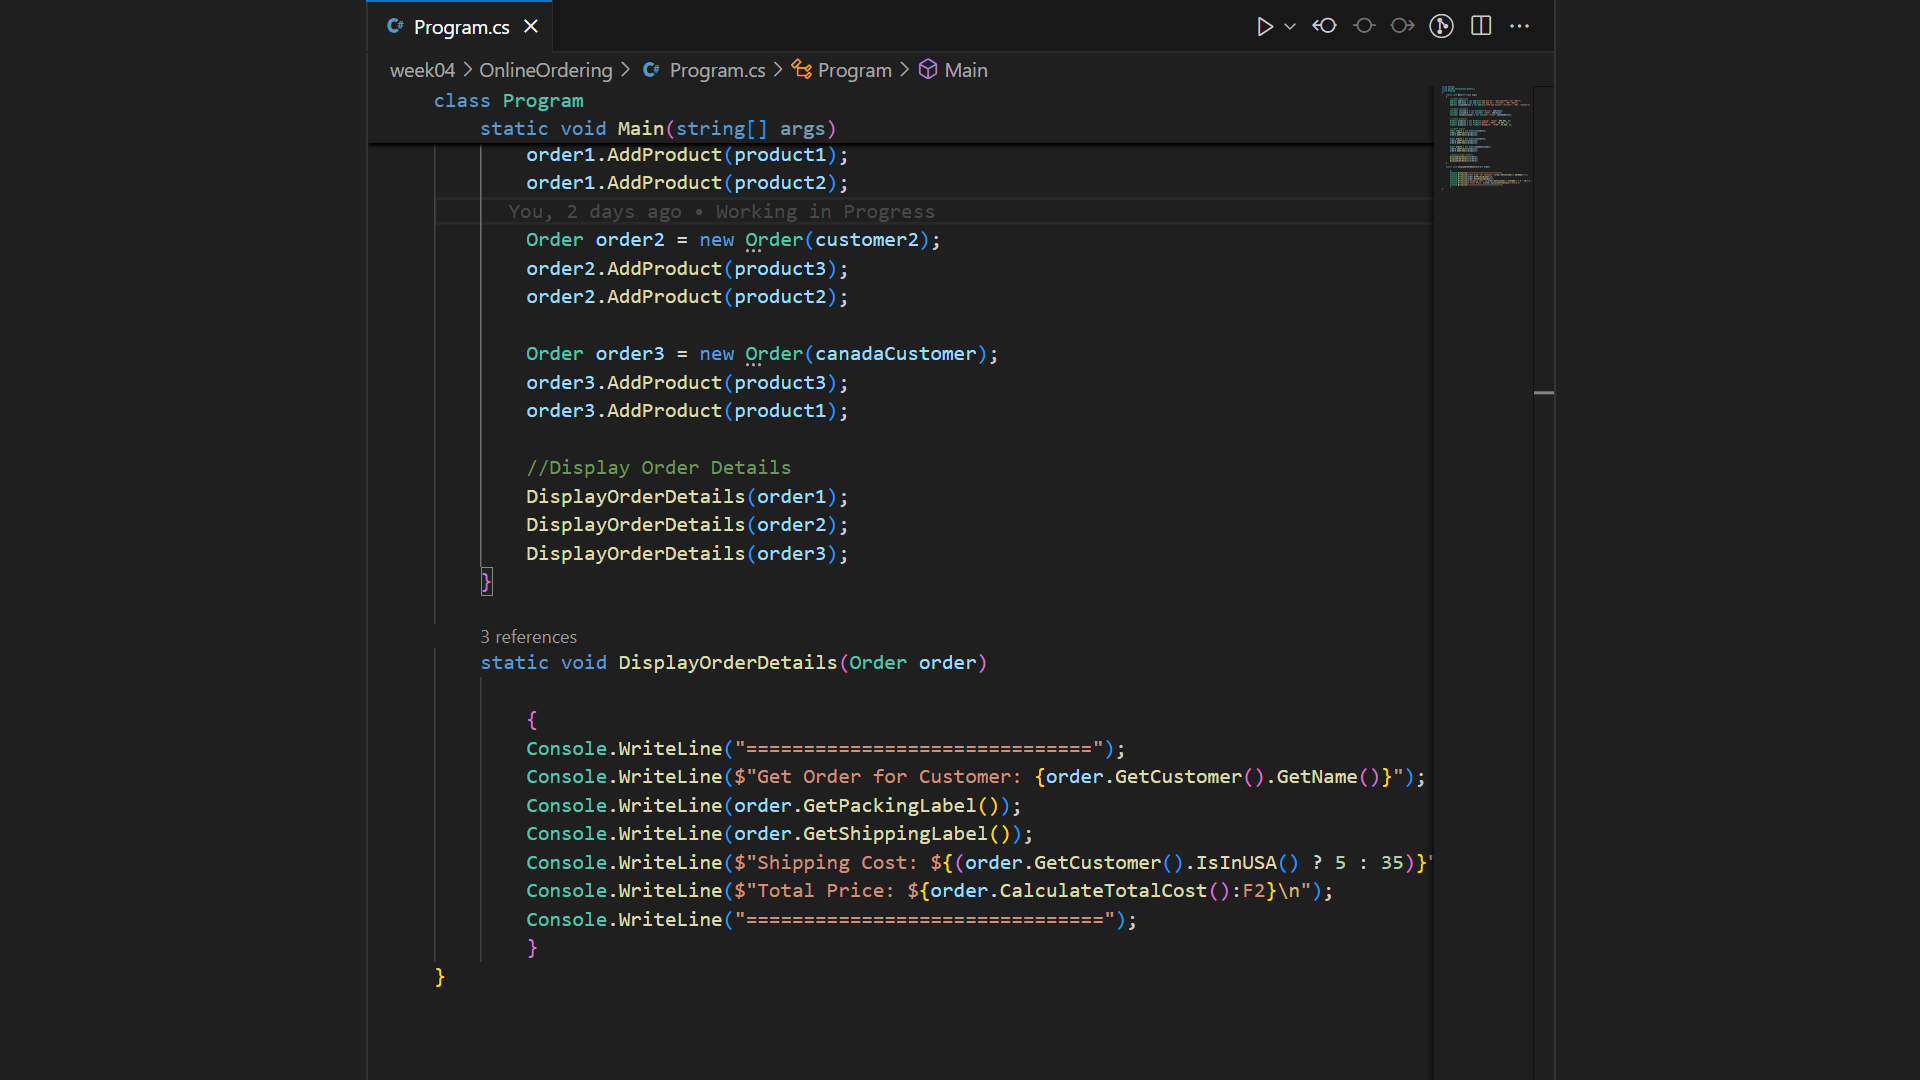 Program.cs
week04 > OnlineOrdering > Program.cs > Program > Main
class Program
static void Main(string[] args)
order1.AddProduct(product1);
order1.AddProduct(product2);
You, 2 days ago • Working in Progress
Order order2 = new Order(customer2);
order2.AddProduct(product3);
order2.AddProduct(product2);
Order order3 = new Order(canadaCustomer);
order3.AddProduct(product3);
order3.AddProduct(product1);
//Display Order Details
DisplayOrderDetails(order1);
DisplayOrderDetails(order2);
DisplayOrderDetails(order3);
}
3 references
static void DisplayOrderDetails(Order order)
{
Console.WriteLine("==============================");
Console.WriteLine($"Get Order for Customer: {order.GetCustomer().GetName()}");
Console.WriteLine(order.GetPackingLabel());
Console.WriteLine(order.GetShippingLabel());
Console.WriteLine($"Shipping Cost: ${(order.GetCustomer().IsInUSA() ? 5 : 35)}"
Console.WriteLine($"Total Price: ${order.CalculateTotalCost():F2}\n");
Console.WriteLine("===============================");
}
}